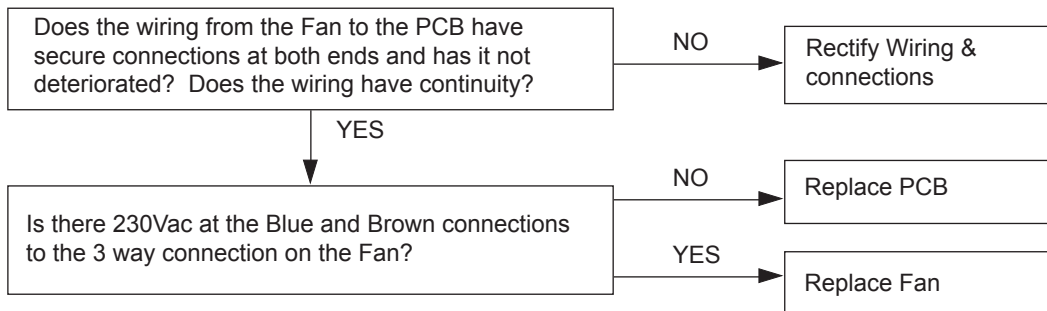 Does the wiring from the Fan to the PCB have
secure connections at both ends and has it not
deteriorated?  Does the wiring have continuity?
NO
Rectify Wiring &
connections
YES
Is there 230Vac at the Blue and Brown connections
to the 3 way connection on the Fan?
NO
Replace PCB
YES
Replace Fan